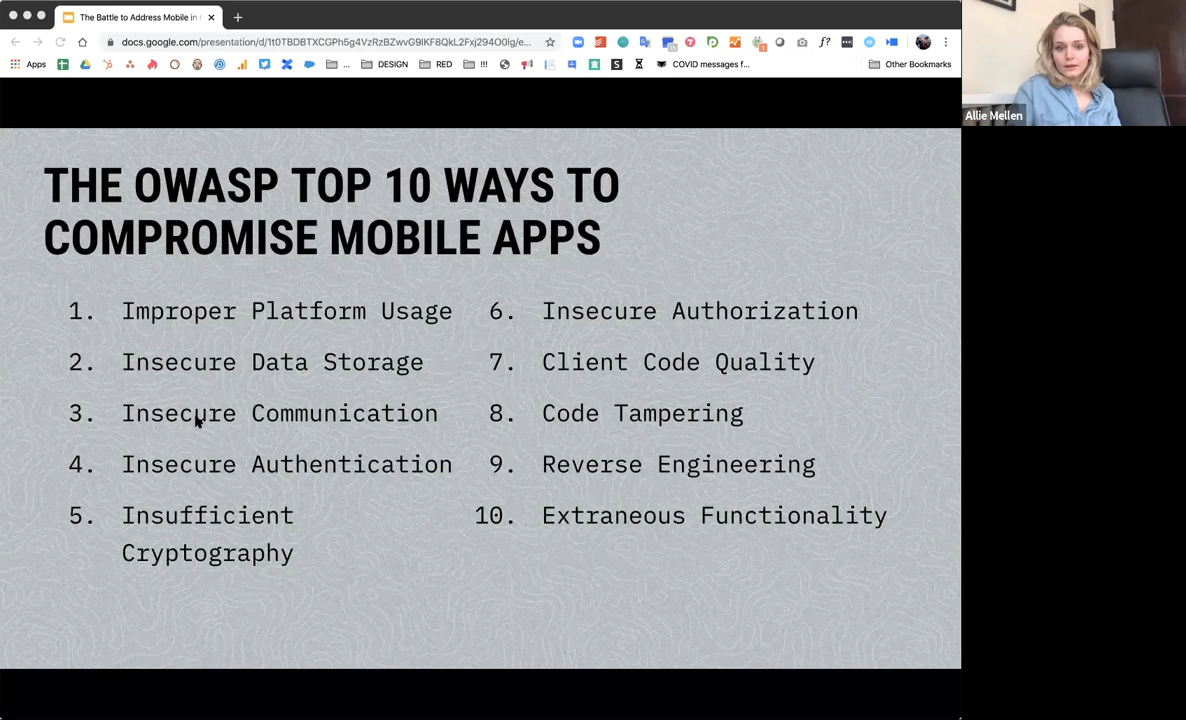 The Battle to Address Mobile in
docs.google.com/presentation/d/1t0TBDBTXCGPh5g4VzRzBZwvG9lKF8QkL2Fxj294O0lg/e...
Apps
...
DESIGN
RED
!!!
COVID messages f...
Other Bookmarks
Allie Mellen
THE OWASP TOP 10 WAYS TO
COMPROMISE MOBILE APPS
1. Improper Platform Usage
2. Insecure Data Storage
3. Insecure Communication
4. Insecure Authentication
5. Insufficient
Cryptography
6. Insecure Authorization
7. Client Code Quality
8. Code Tampering
9. Reverse Engineering
10. Extraneous Functionality